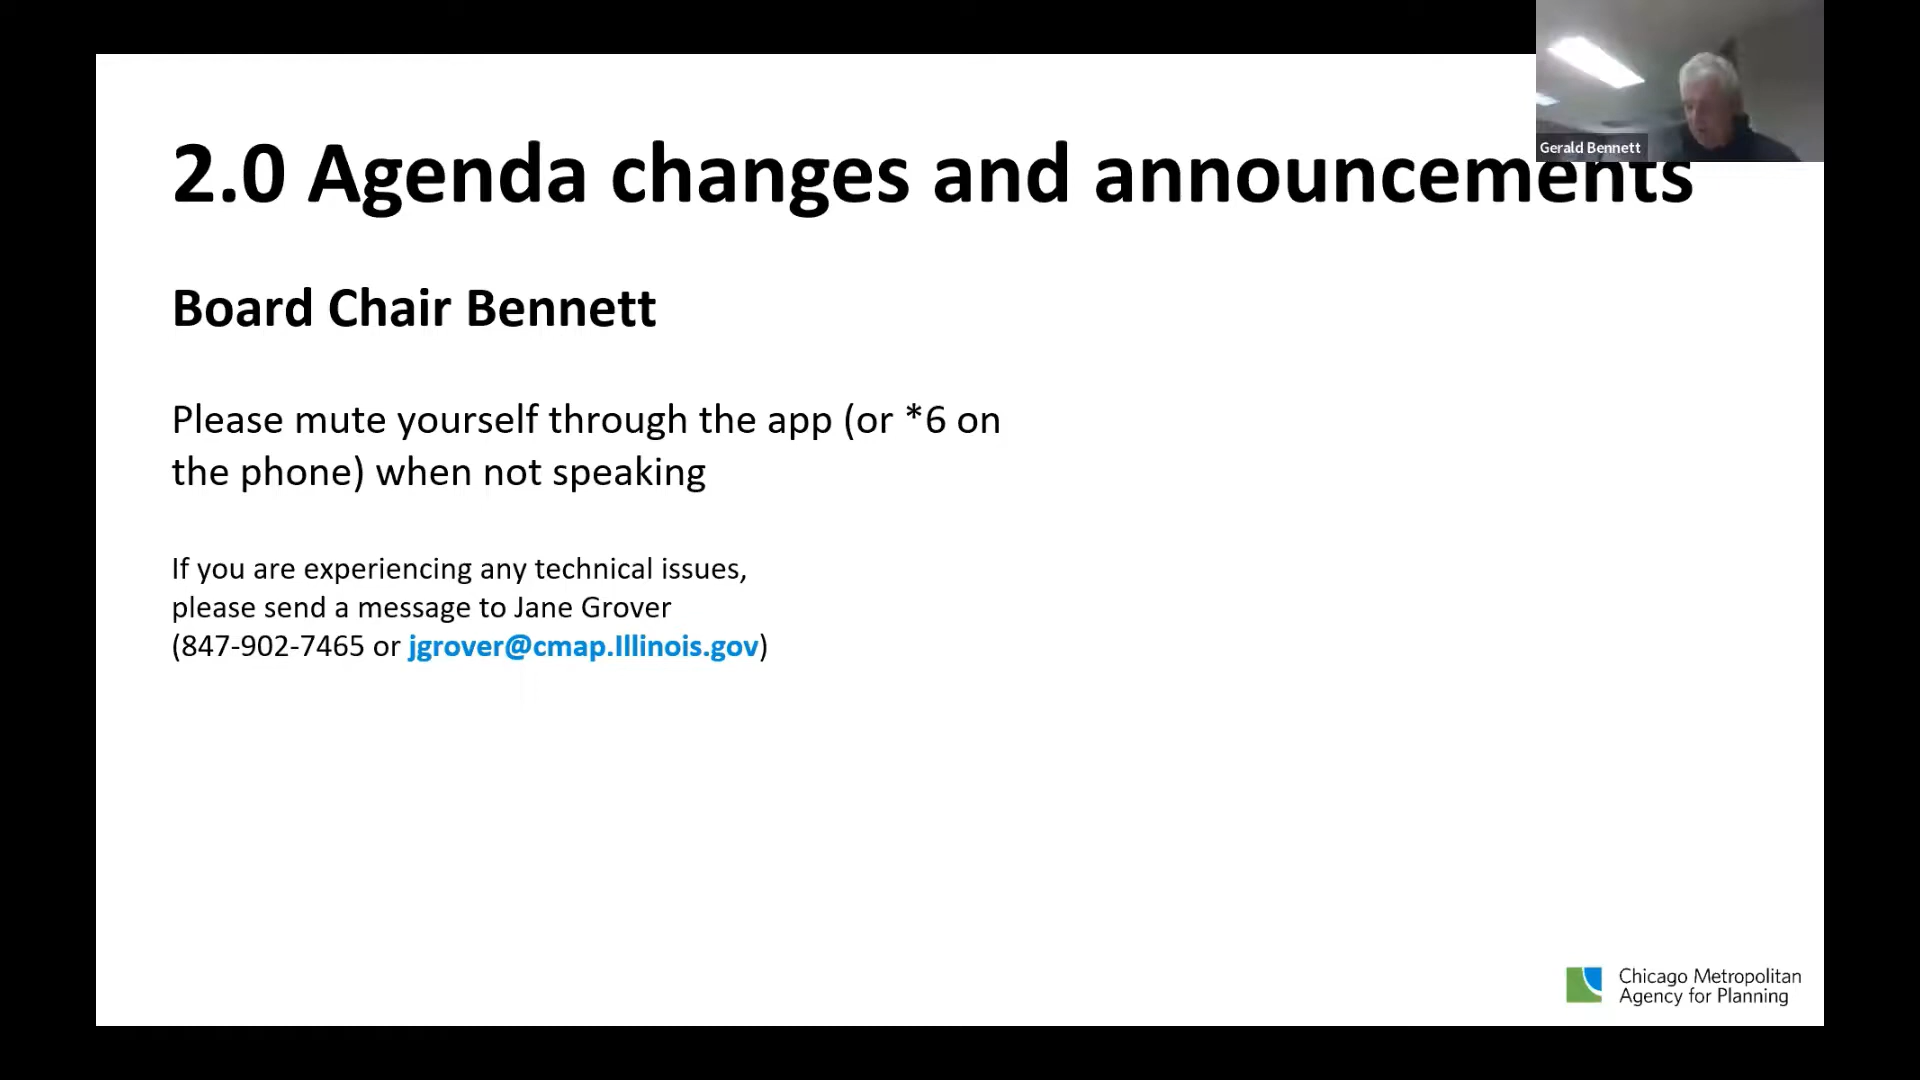 Gerald Bennett
2.0 Agenda changes and announcements
Board Chair Bennett
Please mute yourself through the app (or *6 on
the phone) when not speaking
If you are experiencing any technical issues,
please send a message to Jane Grover
(847-902-7465 or jgrover@cmap.Illinois.gov)
Chicago Metropolitan
Agency for Planning